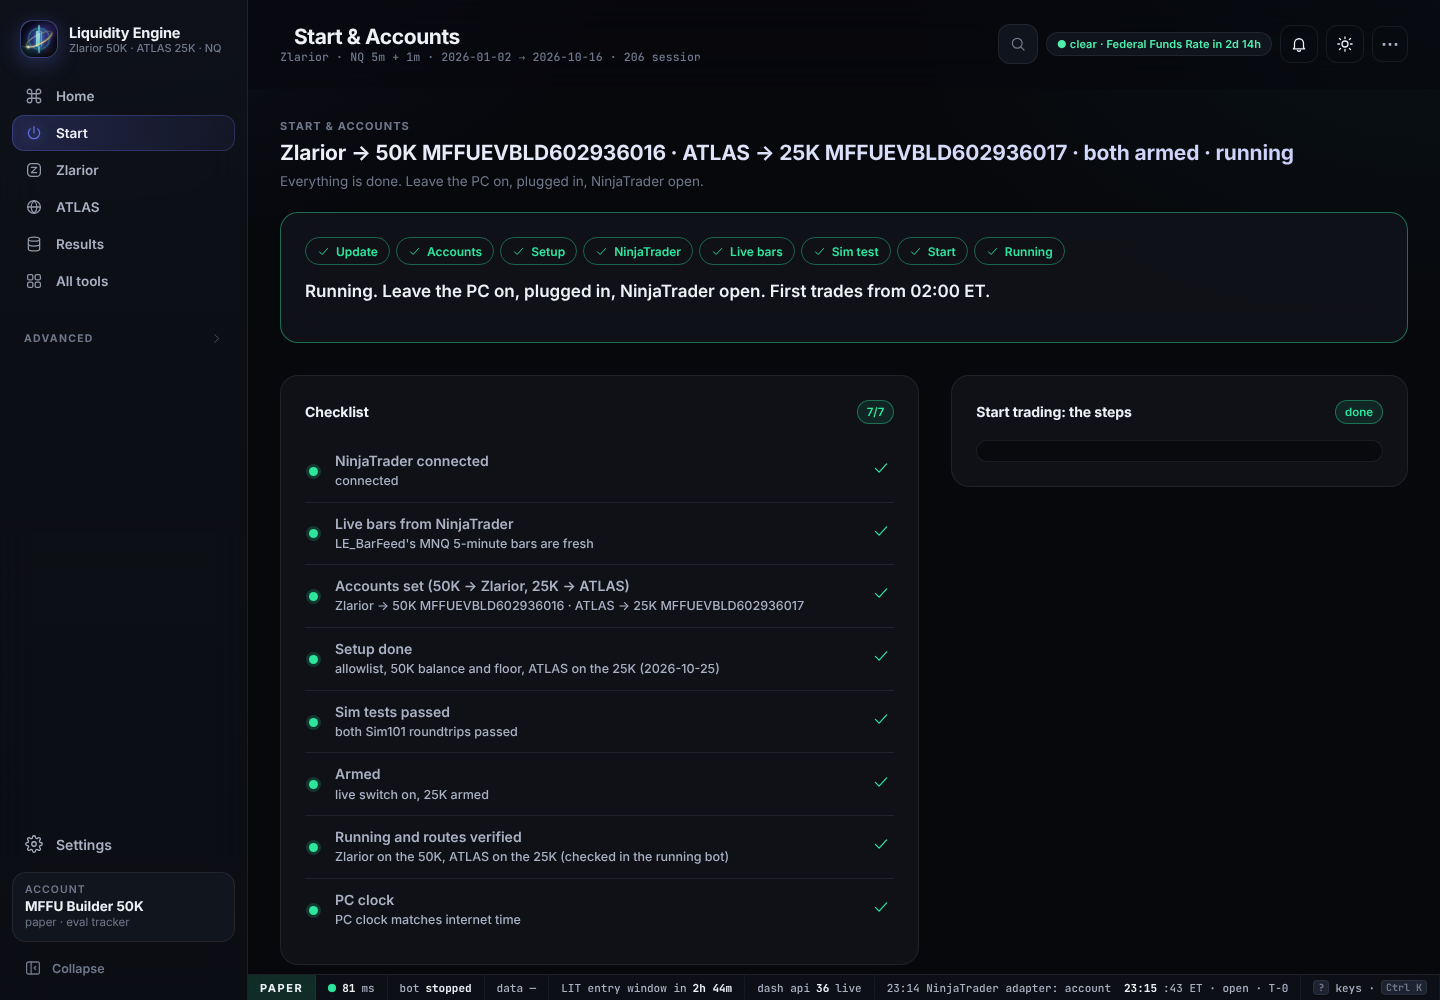 Liquidity Engine
Zlarior 50K · ATLAS 25K · NQ
Home
Start
Zlarior
ATLAS
Results
All tools
ADVANCED
Settings
ACCOUNT
MFFU Builder 50K
paper · eval tracker
Collapse
Start & Accounts
Zlarior · NQ 5m + 1m · 2026-01-02 → 2026-10-16 · 206 session
clear · Federal Funds Rate in 2d 14h
START & ACCOUNTS
Zlarior → 50K MFFUEVBLD602936016 · ATLAS → 25K MFFUEVBLD602936017 · both armed · running
Everything is done. Leave the PC on, plugged in, NinjaTrader open.
Update
Accounts
Setup
NinjaTrader
Live bars
Sim test
Start
Running
Running. Leave the PC on, plugged in, NinjaTrader open. First trades from 02:00 ET.
Checklist
7/7
NinjaTrader connected
connected
Live bars from NinjaTrader
LE_BarFeed's MNQ 5-minute bars are fresh
Accounts set (50K → Zlarior, 25K → ATLAS)
Zlarior → 50K MFFUEVBLD602936016 · ATLAS → 25K MFFUEVBLD602936017
Setup done
allowlist, 50K balance and floor, ATLAS on the 25K (2026-10-25)
Sim tests passed
both Sim101 roundtrips passed
Armed
live switch on, 25K armed
Running and routes verified
Zlarior on the 50K, ATLAS on the 25K (checked in the running bot)
PC clock
PC clock matches internet time
Start trading: the steps
done
PAPER
81 ms
bot stopped
data —
LIT entry window in 2h 44m
dash api 36 live
23:14 NinjaTrader adapter: account
23:15 :43 ET · open · T-0
? keys · Ctrl K